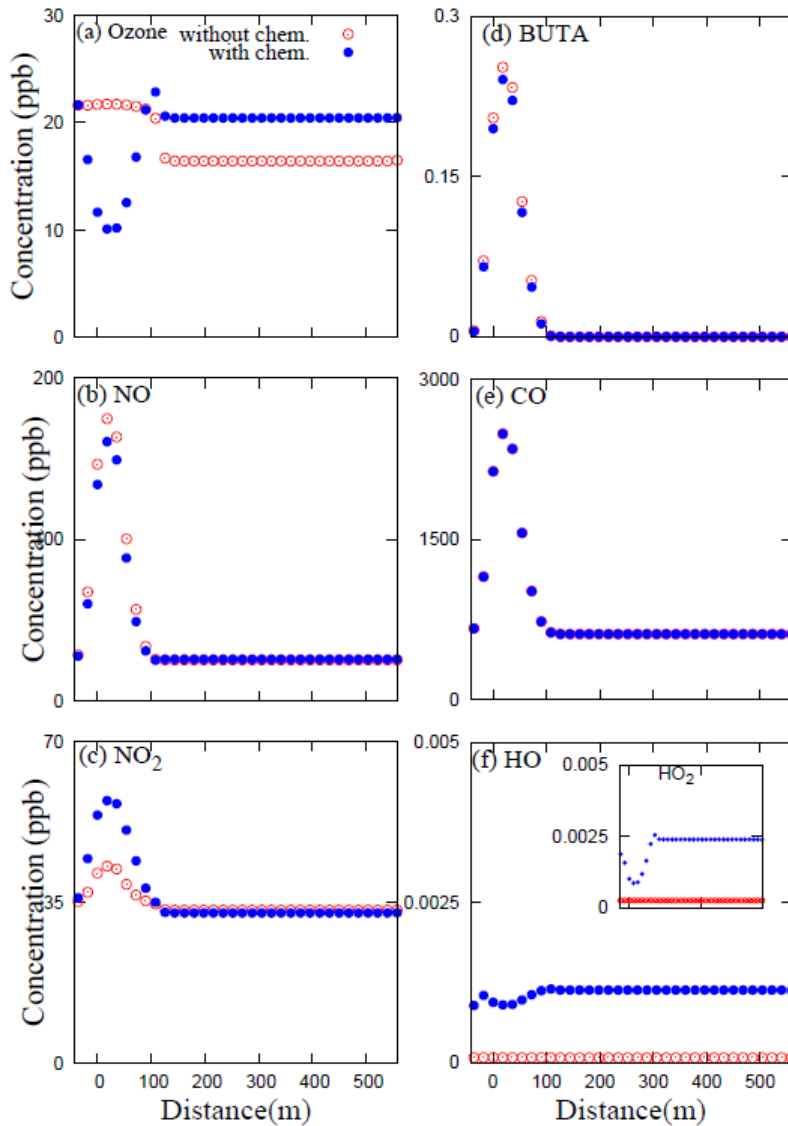 30
(a) Ozone
without chem.
with chem.
20
10
0
Concentration (ppb)
0.3
(d) BUTA
0.15
0
200
(b) NO
100
0
Concentration (ppb)
3000
(e) CO
1500
0
70
(c) NO2
35
0
Concentration (ppb)
0 100 200 300 400 500
Distance(m)
0.005
(f) HO
0.0025
0
HO2
0.005
0.0025
0
0 100 200 300 400 500
Distance(m)